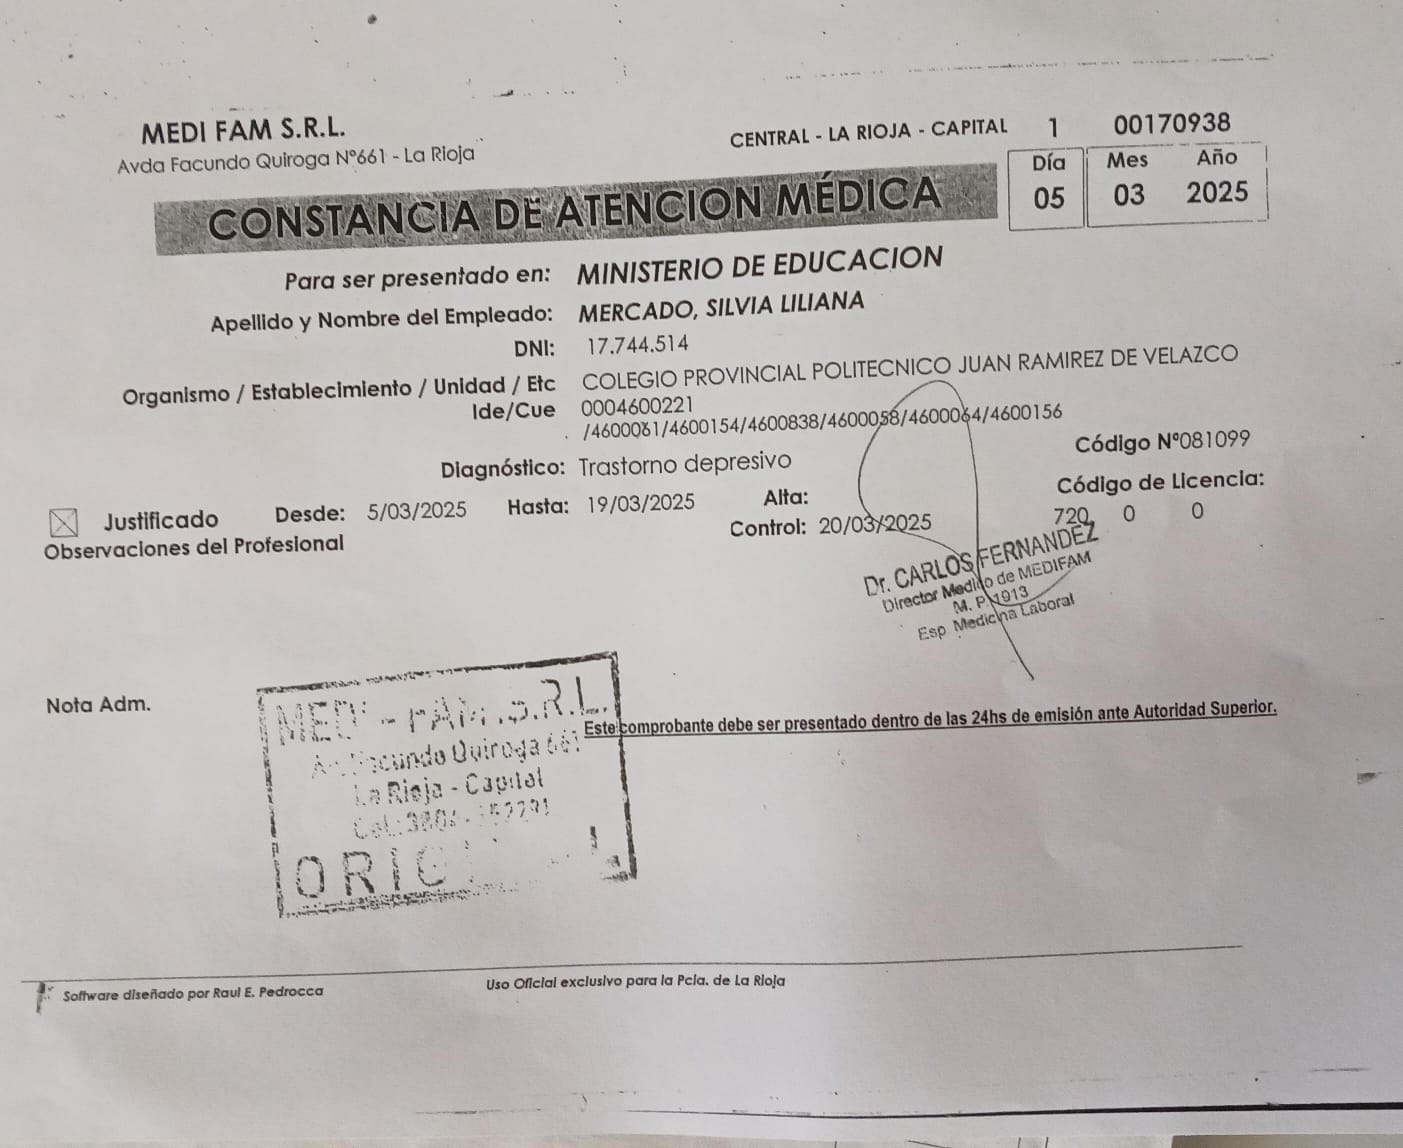 MEDI FAM S.R.L.
Avda Facundo Quiroga Nº661 - La Rioja
CENTRAL - LA RIOJA - CAPITAL 1 00170938
CONSTANCIA DE ATENCION MÉDICA
Día Mes Año
05 03 2025
Para ser presentado en: MINISTERIO DE EDUCACION
Apellido y Nombre del Empleado: MERCADO, SILVIA LILIANA
DNI: 17.744.514
Organismo / Establecimiento / Unidad / Etc COLEGIO PROVINCIAL POLITECNICO JUAN RAMIREZ DE VELAZCO
Ide/Cue 0004600221
/4600061/4600154/4600838/4600058/4600064/4600156
Código Nº081099
Diagnóstico: Trastorno depresivo
Código de Licencia:
720 0 0
Justificado Desde: 5/03/2025 Hasta: 19/03/2025 Alta:
Control: 20/03/2025
Observaciones del Profesional
Dr. CARLOS FERNANDEZ
Director Medico de MEDIFAM
M. P. 1913
Esp. Medicina Laboral
Nota Adm.
S.R.L.
Facundo Quiroga 661
La Rioja - Capital
Este comprobante debe ser presentado dentro de las 24hs de emisión ante Autoridad Superior.
Software diseñado por Raul E. Pedrocca
Uso Oficial exclusivo para la Pcia. de La Rioja